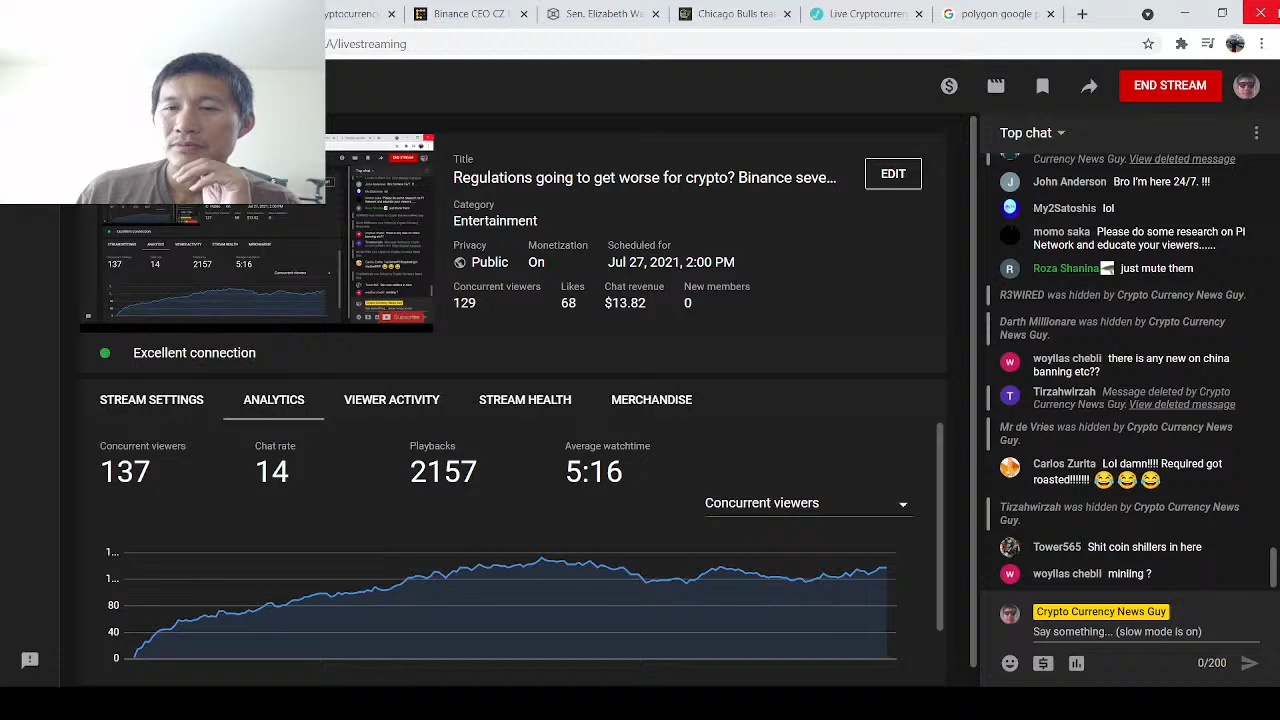 ryptocurrency
Binance CEO CZ
Sen. Elizabeth Wa
Chicago Bulls tea
Live Cryptocurren
polygon google p
A/livestreaming
END STREAM
Title
Regulations going to get worse for crypto? Binance s
EDIT
Category
Entertainment
Privacy
Monetization
Scheduled for
Public
On
Jul 27, 2021, 2:00 PM
Concurrent viewers
Likes
Chat revenue
New members
129
68
$13.82
0
Excellent connection
STREAM SETTINGS
ANALYTICS
VIEWER ACTIVITY
STREAM HEALTH
MERCHANDISE
Concurrent viewers
Chat rate
Playbacks
Average watchtime
137
14
2157
5:16
Concurrent viewers
1...
1...
80
40
0
Top chat
Currency News Guy. View deleted message
John Anderson Bro I'm here 24/7. !!!
My2Sats lol
momo star Please do some research on PI
Network and educate your viewers......
Roza Shanina just mute them
R3WIRED was hidden by Crypto Currency News Guy.
Darth Millionare was hidden by Crypto Currency
News Guy.
woyllas chebli there is any new on china
banning etc??
Tirzahwirzah Message deleted by Crypto
Currency News Guy. View deleted message
Mr de Vries was hidden by Crypto Currency News
Guy.
Carlos Zurita Lol damn!!!! Required got
roasted!!!!!!! 😂 😂 😂
Tirzahwirzah was hidden by Crypto Currency News
Guy.
Tower565 Shit coin shillers in here
woyllas chebli miniing ?
Crypto Currency News Guy
Say something... (slow mode is on)
0/200